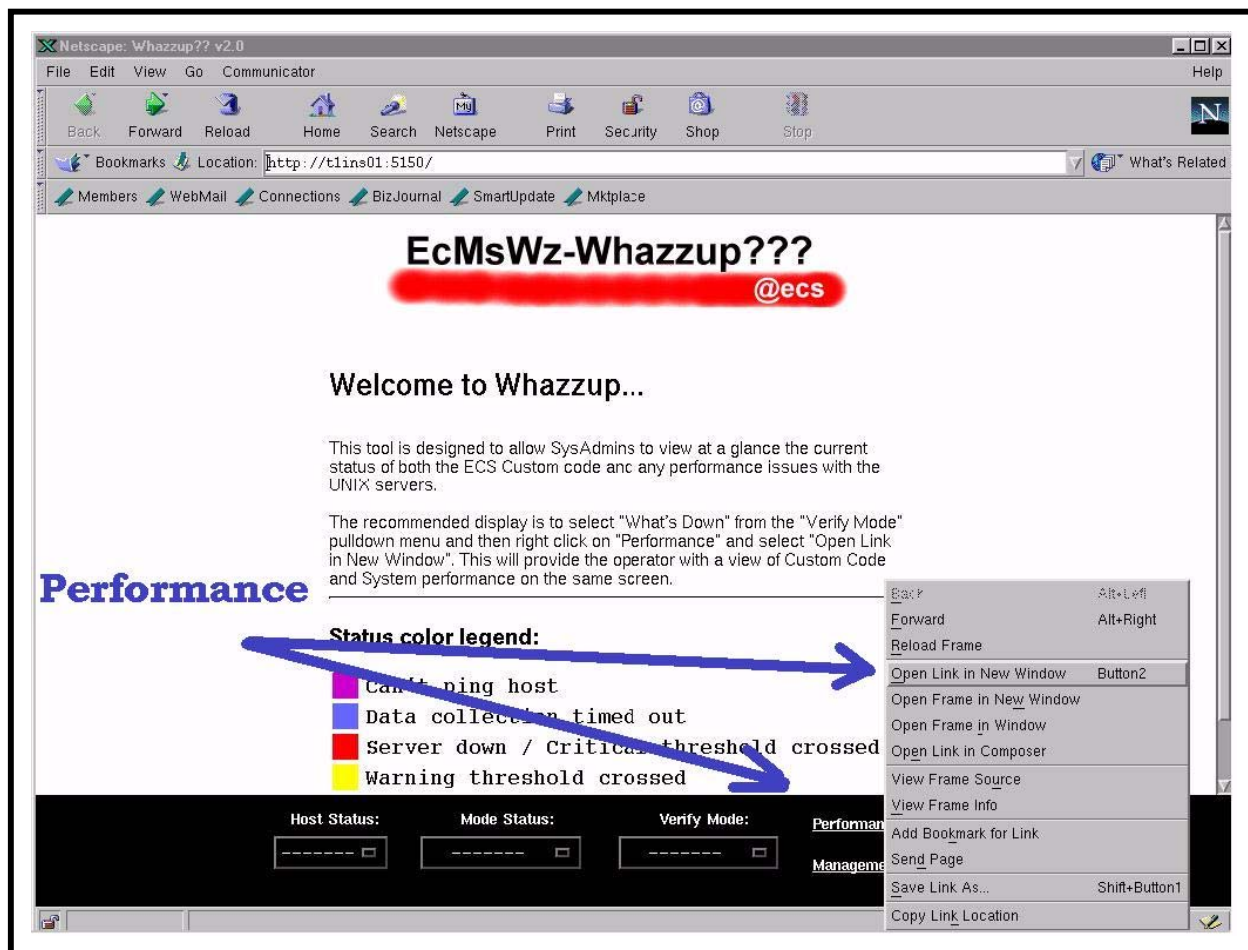 Netscape: Whazzup?? v2.0
File Edit View Go Communicator Help
Back Forward Reload Home Search Netscape Print Security Shop Stop
My
N
Bookmarks Location: http://t1ins01:5150/ What's Related
Members WebMail Connections BizJournal SmartUpdate Mktplace
EcMsWz-Whazzup???
@ecs
Welcome to Whazzup...
This tool is designed to allow SysAdmins to view at a glance the current
status of both the ECS Custom code and any performance issues with the
UNIX servers.
The recommended display is to select "What's Down" from the "Verify Mode"
pulldown menu and then right click on "Performance" and select "Open Link
in New Window". This will provide the operator with a view of Custom Code
and System performance on the same screen.
Performance
Status color legend:
Can't ping host
Data collection timed out
Server down / Critical threshold crossed
Warning threshold crossed
Host Status: Mode Status: Verify Mode: Performan
------- ------- -------
Manageme
Back Alt+Left
Forward Alt+Right
Reload Frame
Open Link in New Window Button2
Open Frame in New Window
Open Frame in Window
Open Link in Composer
View Frame Source
View Frame Info
Add Bookmark for Link
Send Page
Save Link As... Shift+Button1
Copy Link Location